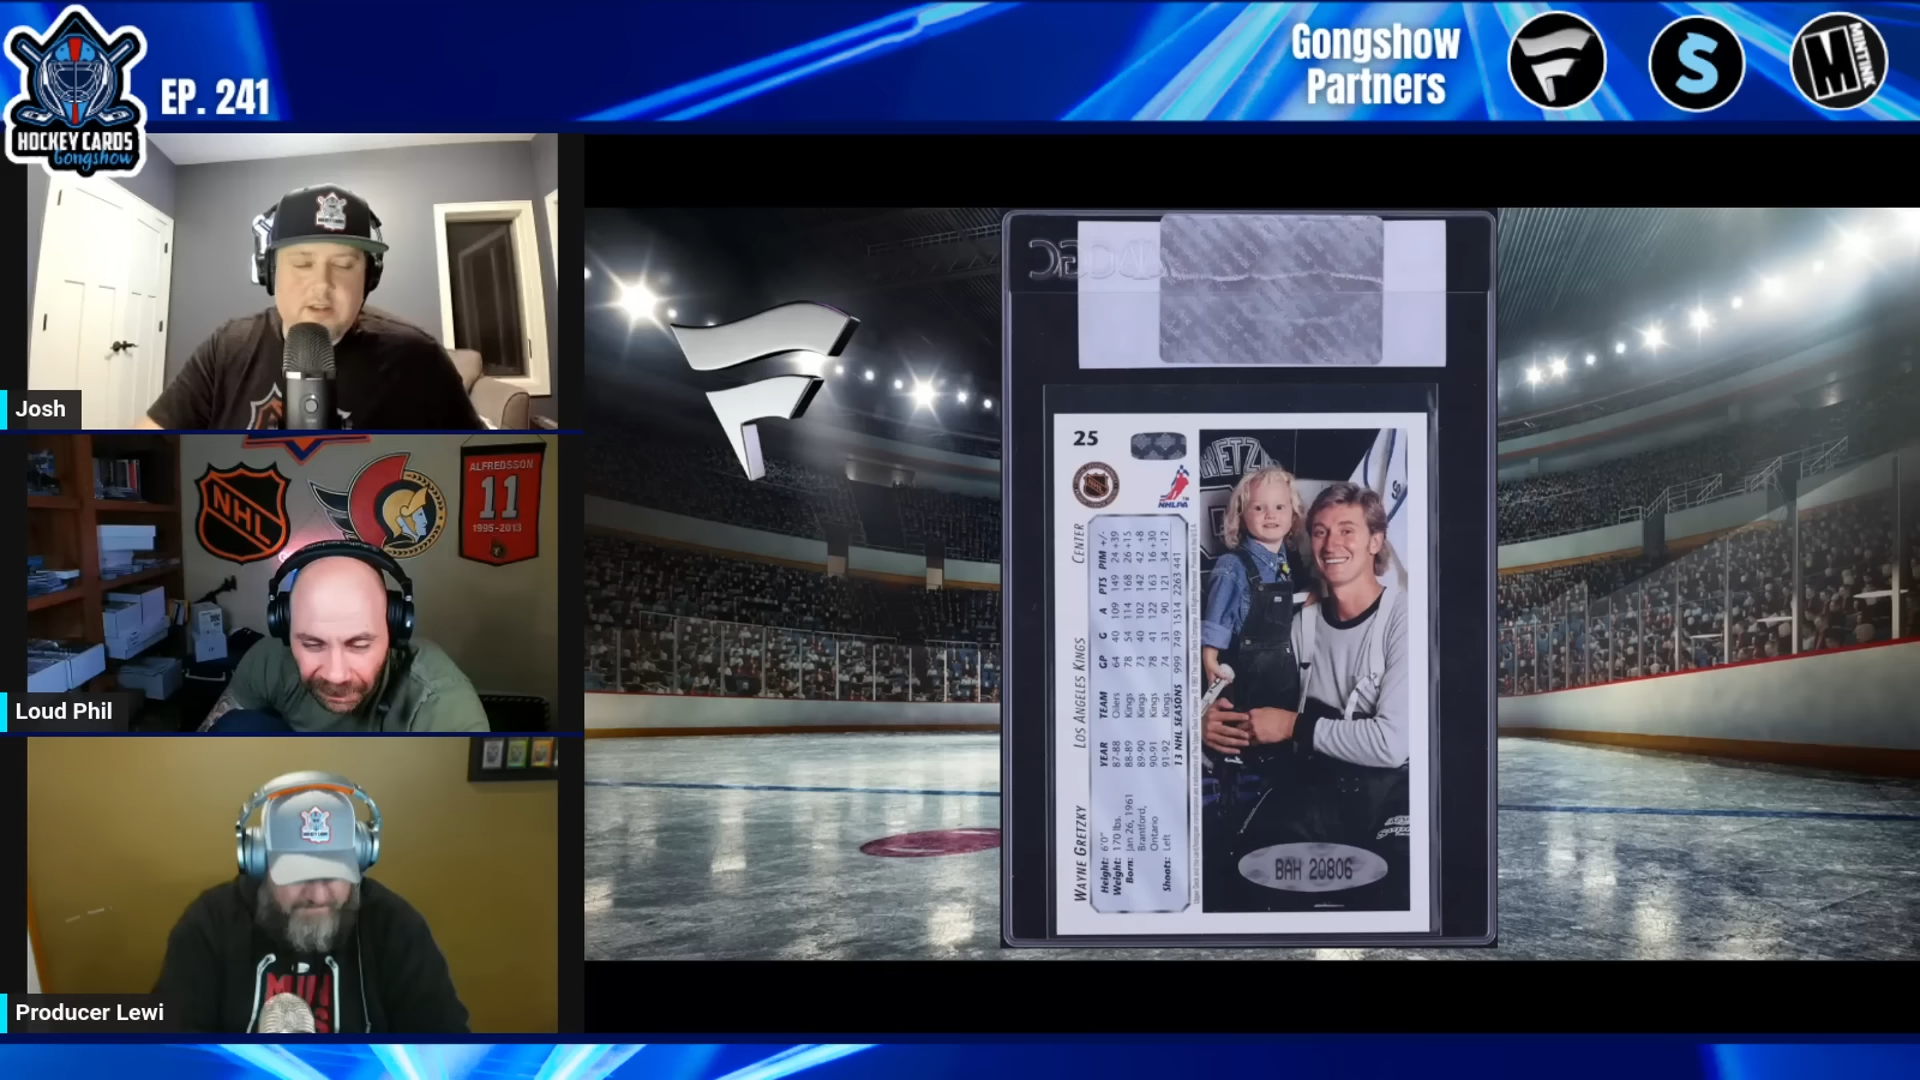 HOCKEY CARDS
Gongshow
EP. 241
Gongshow
Partners
F
S
M
MINTINK
Josh
NHL
ALFREDSSON
11
1995-2013
Loud Phil
Producer Lewi
25
NHL
NHLPA
WAYNE GRETZKY LOS ANGELES KINGS CENTER
Height: 6'0"
Weight: 170 lbs.
Born: Jan 26, 1961
Brantford,
Ontario
Shoots: Left
YEAR TEAM GP G A PTS PIM +/-
87-88 Oilers 64 40 109 149 24 +39
88-89 Kings 78 54 114 168 26 +15
89-90 Kings 73 40 102 142 42 +8
90-91 Kings 78 41 122 163 16 +30
91-92 Kings 74 31 90 121 34 -12
13 NHL SEASONS 999 749 1514 2263 441
RETZ
BAH 20806